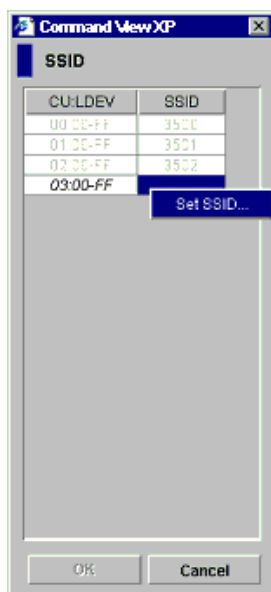 Command View XP
SSID
CU:LDEV SSID
00:00-FF 3500
01:00-FF 3501
02:00-FF 3502
03:00-FF
Set SSID...
OK Cancel